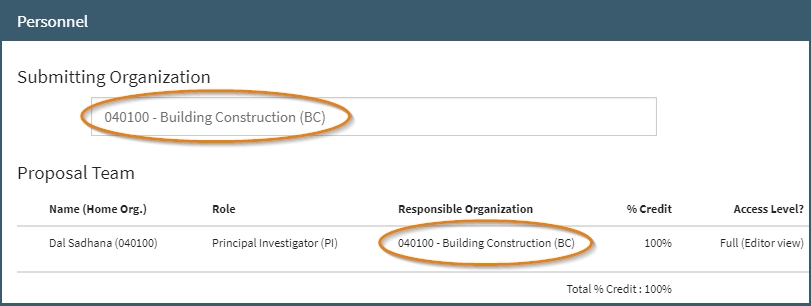 Personnel
Submitting Organization
040100 - Building Construction (BC)
Proposal Team
Name (Home Org.) Role Responsible Organization % Credit Access Level?
Dal Sadhana (040100) Principal Investigator (PI) 040100 - Building Construction (BC) 100% Full (Editor view)
Total % Credit : 100%